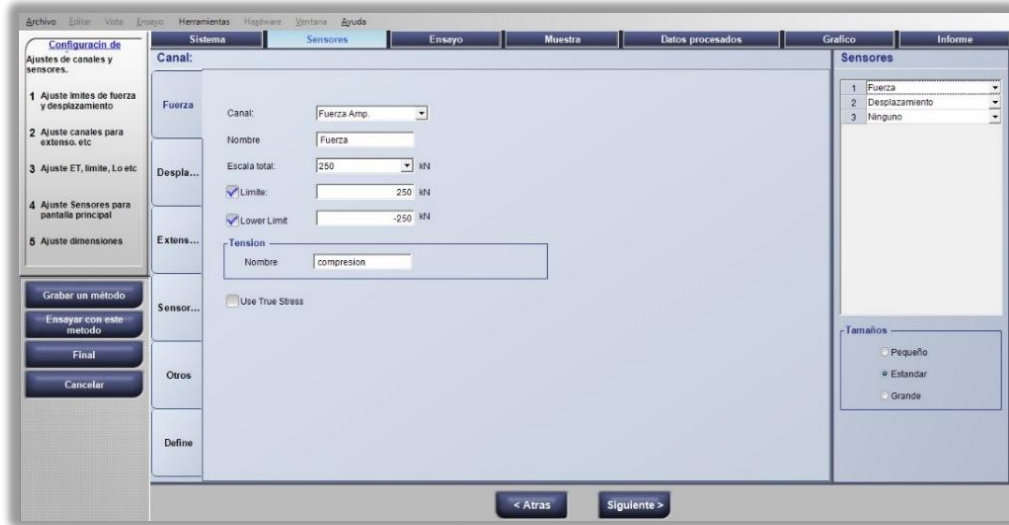 Archivo Editar Vista Ensayo Herramientas Hardware Ventana Ayuda
Sistema Sensores Ensayo Muestra Datos procesados Grafico Informe
Configuracin de
Ajustes de canales y
sensores.
1 Ajuste lmites de fuerza
y desplazamiento
2 Ajuste canales para
extenso. etc
3 Ajuste ET, limite, Lo etc
4 Ajuste Sensores para
pantalla principal
5 Ajuste dimensiones
Grabar un método
Ensayar con este
metodo
Final
Cancelar
Canal:
Fuerza
Despla...
Extens...
Sensor...
Otros
Define
Canal: Fuerza Amp.
Nombre Fuerza
Escala total: 250 kN
Limite: 250 kN
Lower Limit -250 kN
Tension
Nombre compresion
Use True Stress
Sensores
1 Fuerza
2 Desplazamiento
3 Ninguno
Tamaños
Pequeño
Estandar
Grande
< Atras Siguiente >